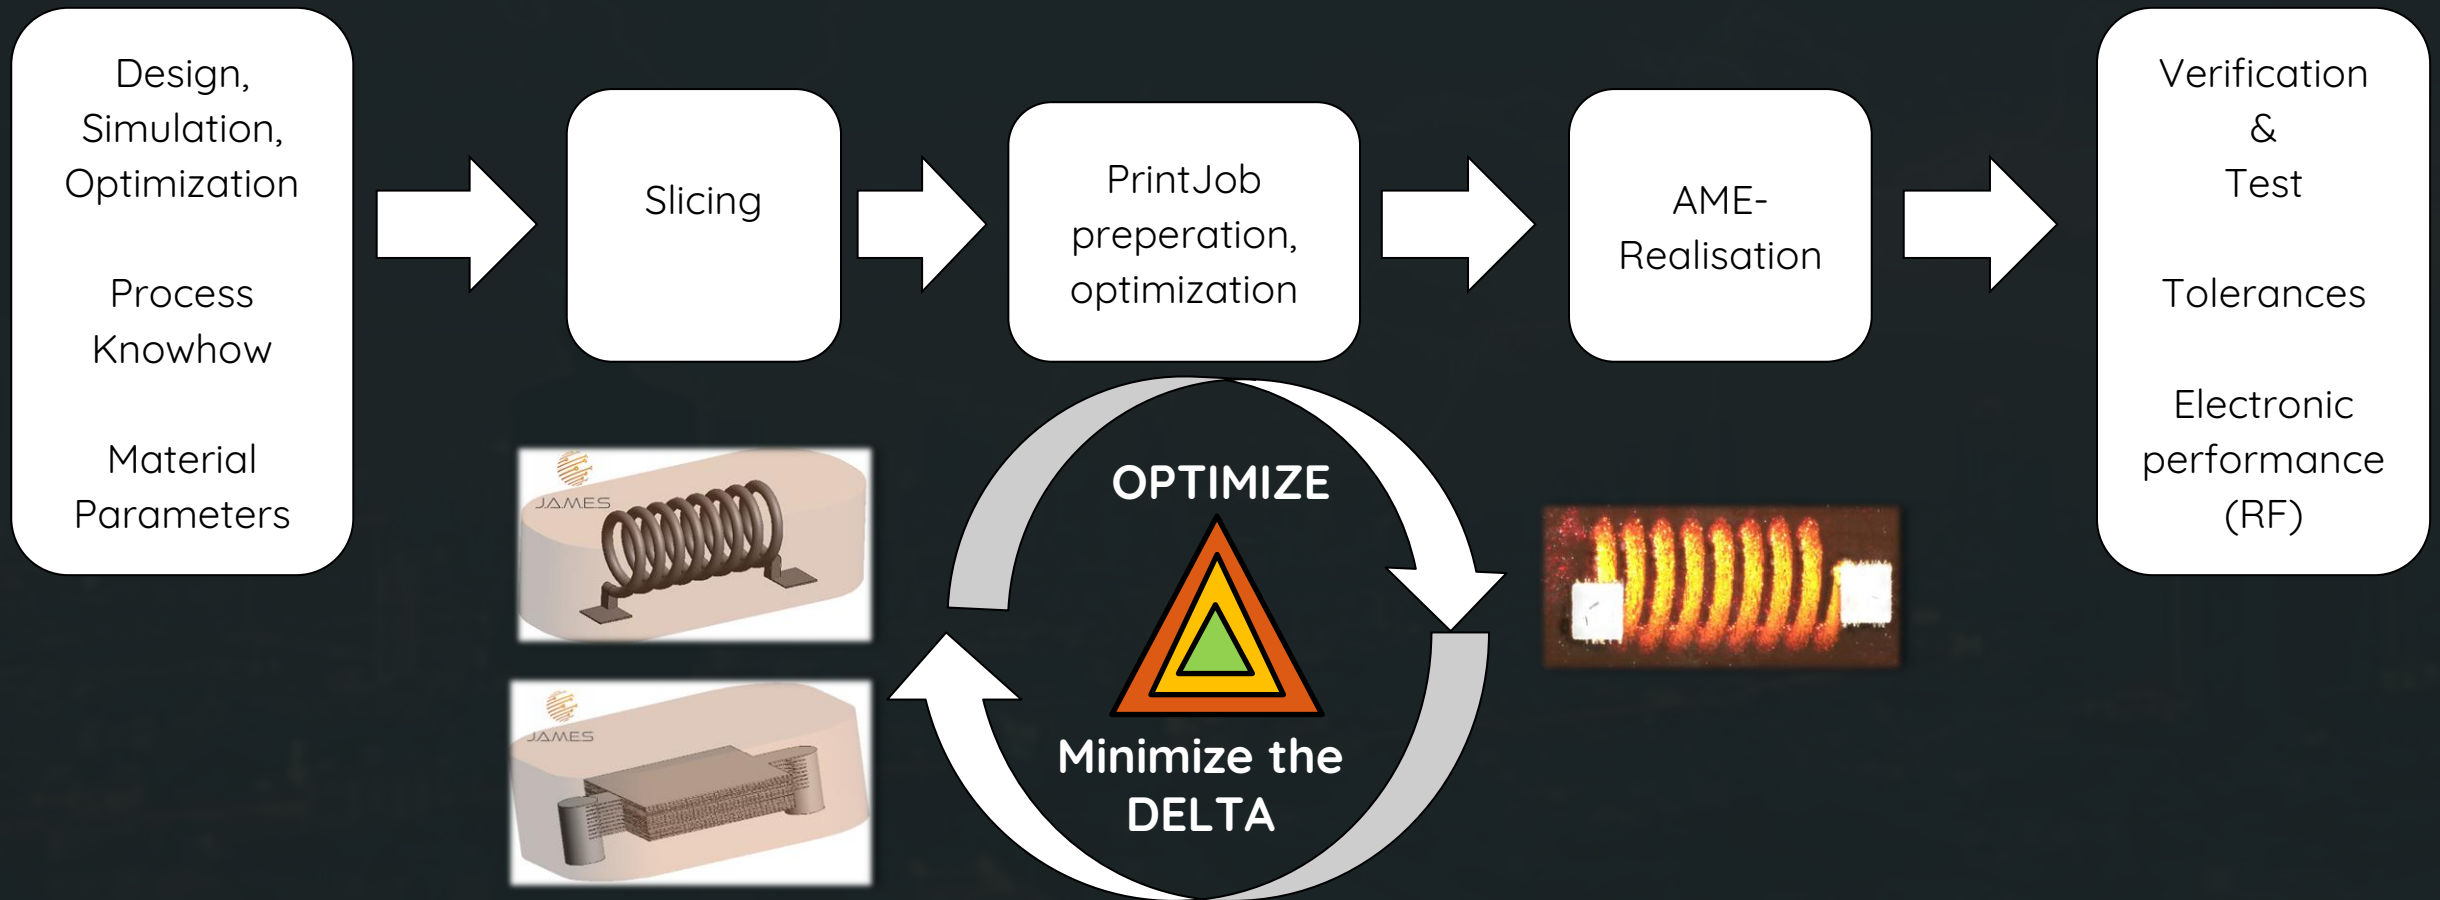 Design,
Simulation,
Optimization
Process
Knowhow
Material
Parameters
Slicing
PrintJob
preperation,
optimization
AME-
Realisation
Verification
&
Test
Tolerances
Electronic
performance
(RF)
JAMES
JAMES
OPTIMIZE
Minimize the
DELTA